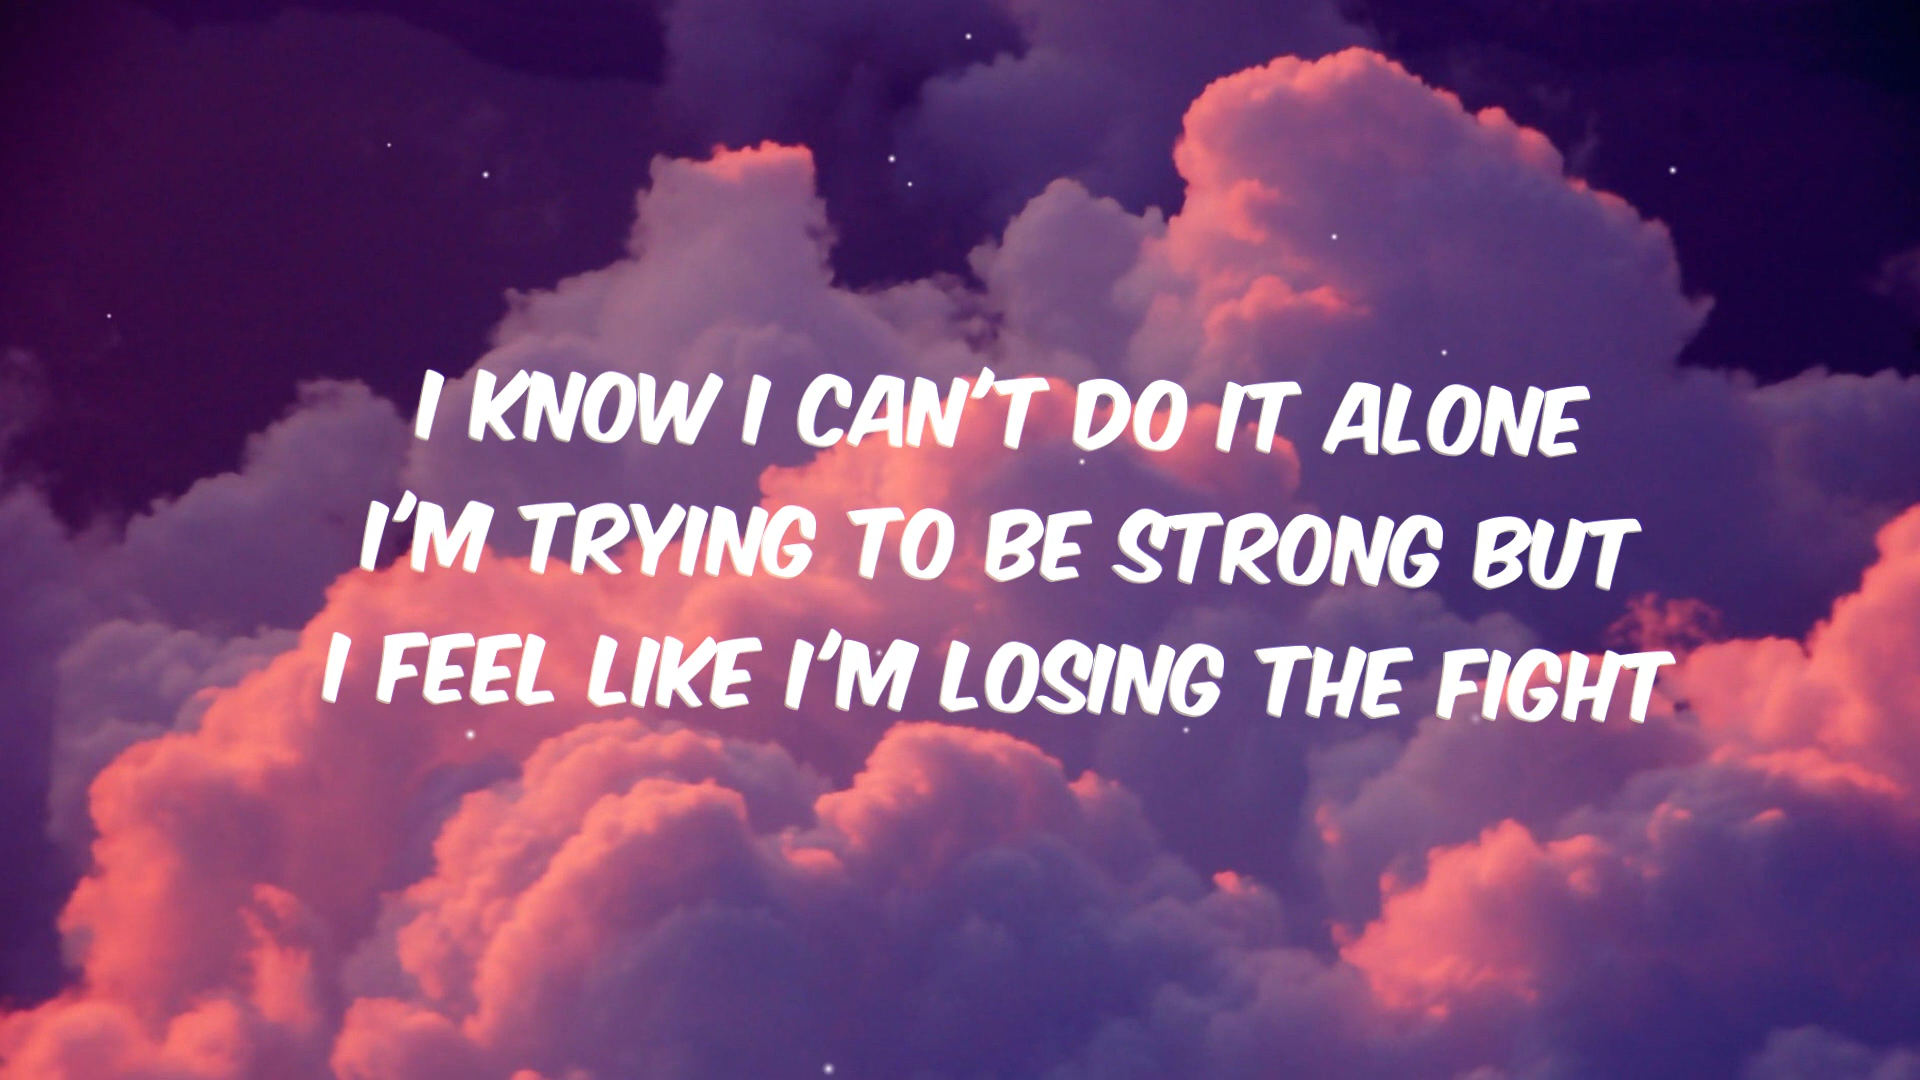 I KNOW I CAN'T DO IT ALONE
I'M TRYING TO BE STRONG BUT
I FEEL LIKE I'M LOSING THE FIGHT